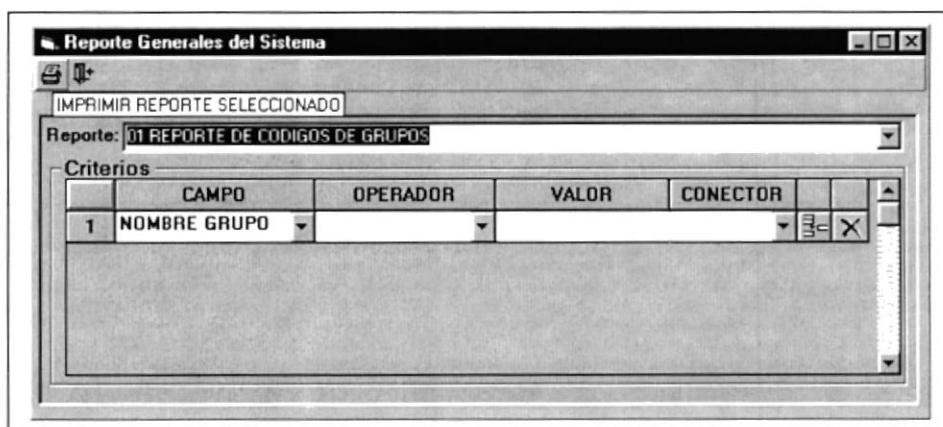 Reporte Generales del Sistema
IMPRIMIR REPORTE SELECCIONADO
Reporte: 01 REPORTE DE CODIGOS DE GRUPOS
Criterios
CAMPO OPERADOR VALOR CONECTOR
1 NOMBRE GRUPO